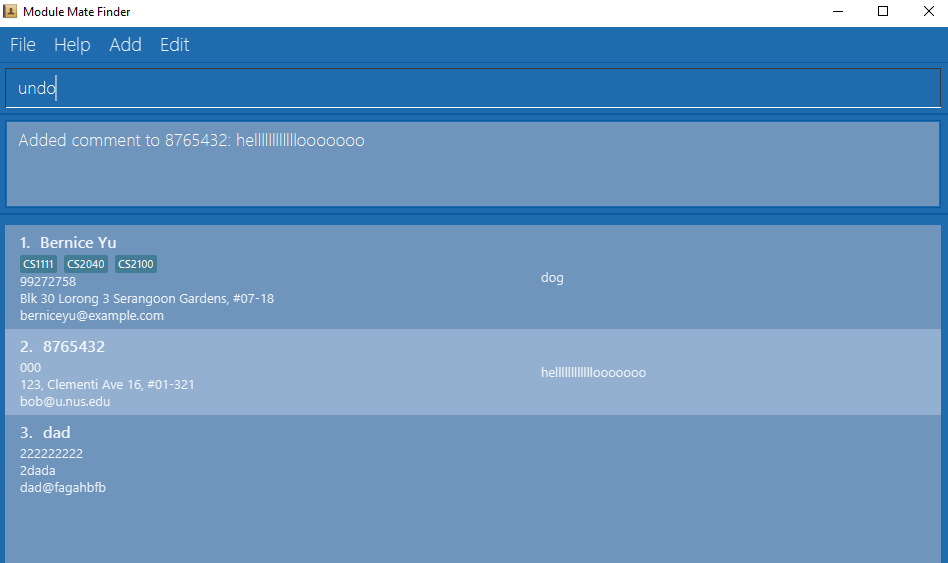 Module Mate Finder
File Help Add Edit
undo
Added comment to 8765432: helllllllllllooooooo
1. Bernice Yu
CS1111 CS2040 CS2100
99272758
Blk 30 Lorong 3 Serangoon Gardens, #07-18
berniceyu@example.com
dog
2. 8765432
000
123, Clementi Ave 16, #01-321
bob@u.nus.edu
helllllllllllooooooo
3. dad
222222222
2dada
dad@fagahbfb